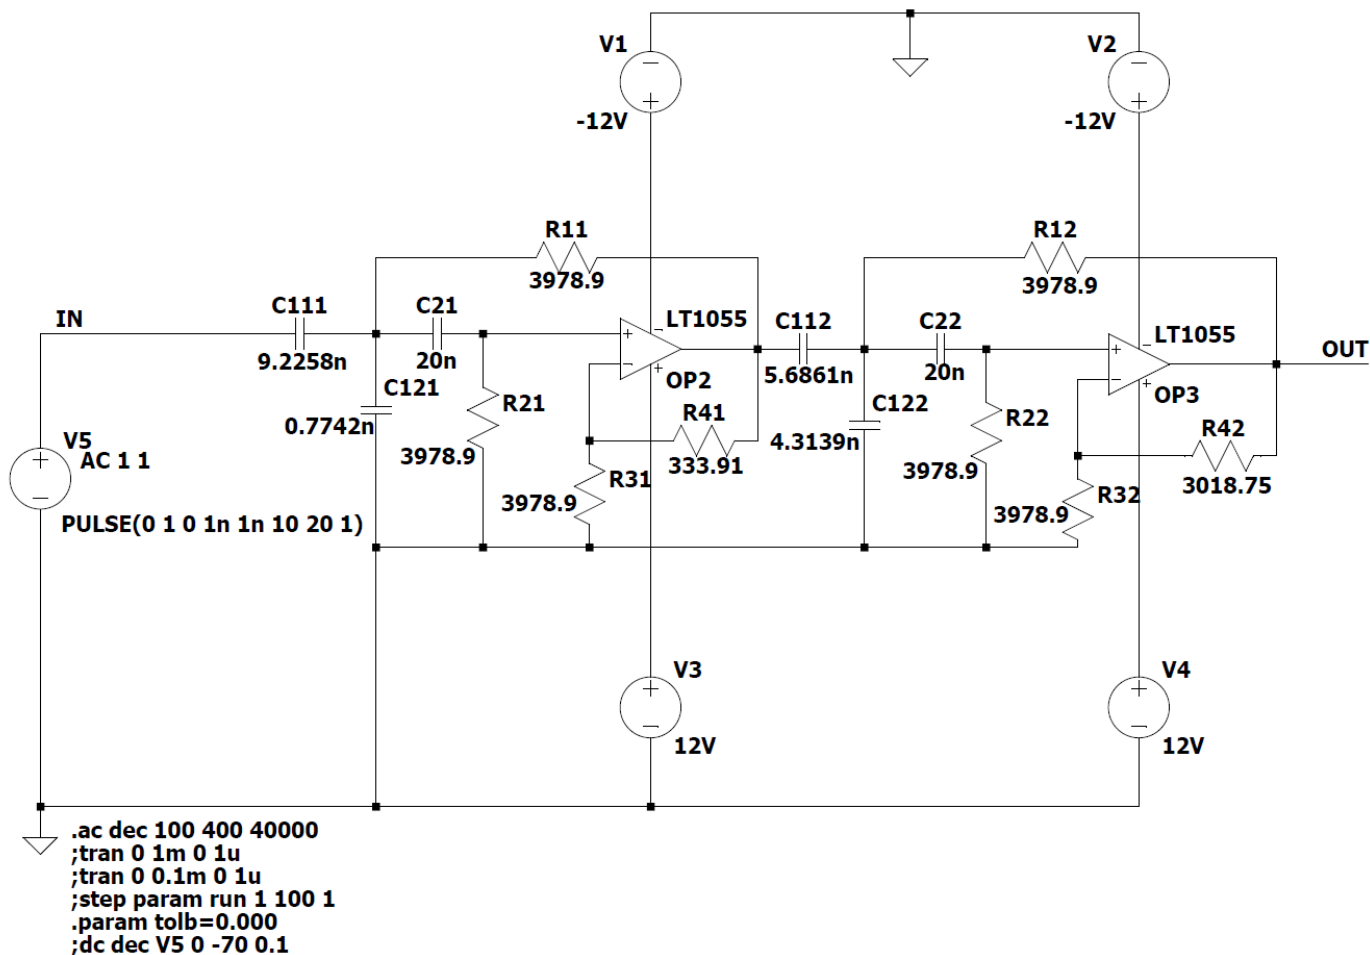 V1
-12V
V2
-12V
R11
3978.9
R12
3978.9
IN
C111
9.2258n
C21
20n
LT1055
OP2
C112
5.6861n
C22
20n
LT1055
OP3
OUT
C121
0.7742n
R21
3978.9
R41
333.91
R31
3978.9
C122
4.3139n
R22
3978.9
R42
3018.75
R32
3978.9
V5
AC 1 1
PULSE(0 1 0 1n 1n 10 20 1)
V3
12V
V4
12V
.ac dec 100 400 40000
;tran 0 1m 0 1u
;tran 0 0.1m 0 1u
;step param run 1 100 1
.param tolb=0.000
;dc dec V5 0 -70 0.1